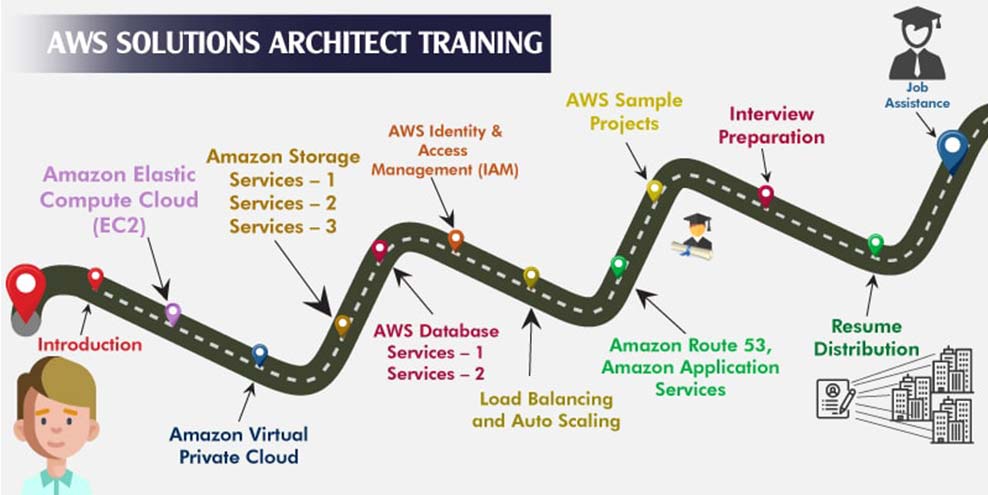 AWS SOLUTIONS ARCHITECT TRAINING
Introduction
Amazon Elastic
Compute Cloud
(EC2)
Amazon Virtual
Private Cloud
Amazon Storage
Services – 1
Services – 2
Services – 3
AWS Database
Services – 1
Services – 2
AWS Identity &
Access
Management (IAM)
Load Balancing
and Auto Scaling
Amazon Route 53,
Amazon Application
Services
AWS Sample
Projects
Interview
Preparation
Resume
Distribution
Job
Assistance